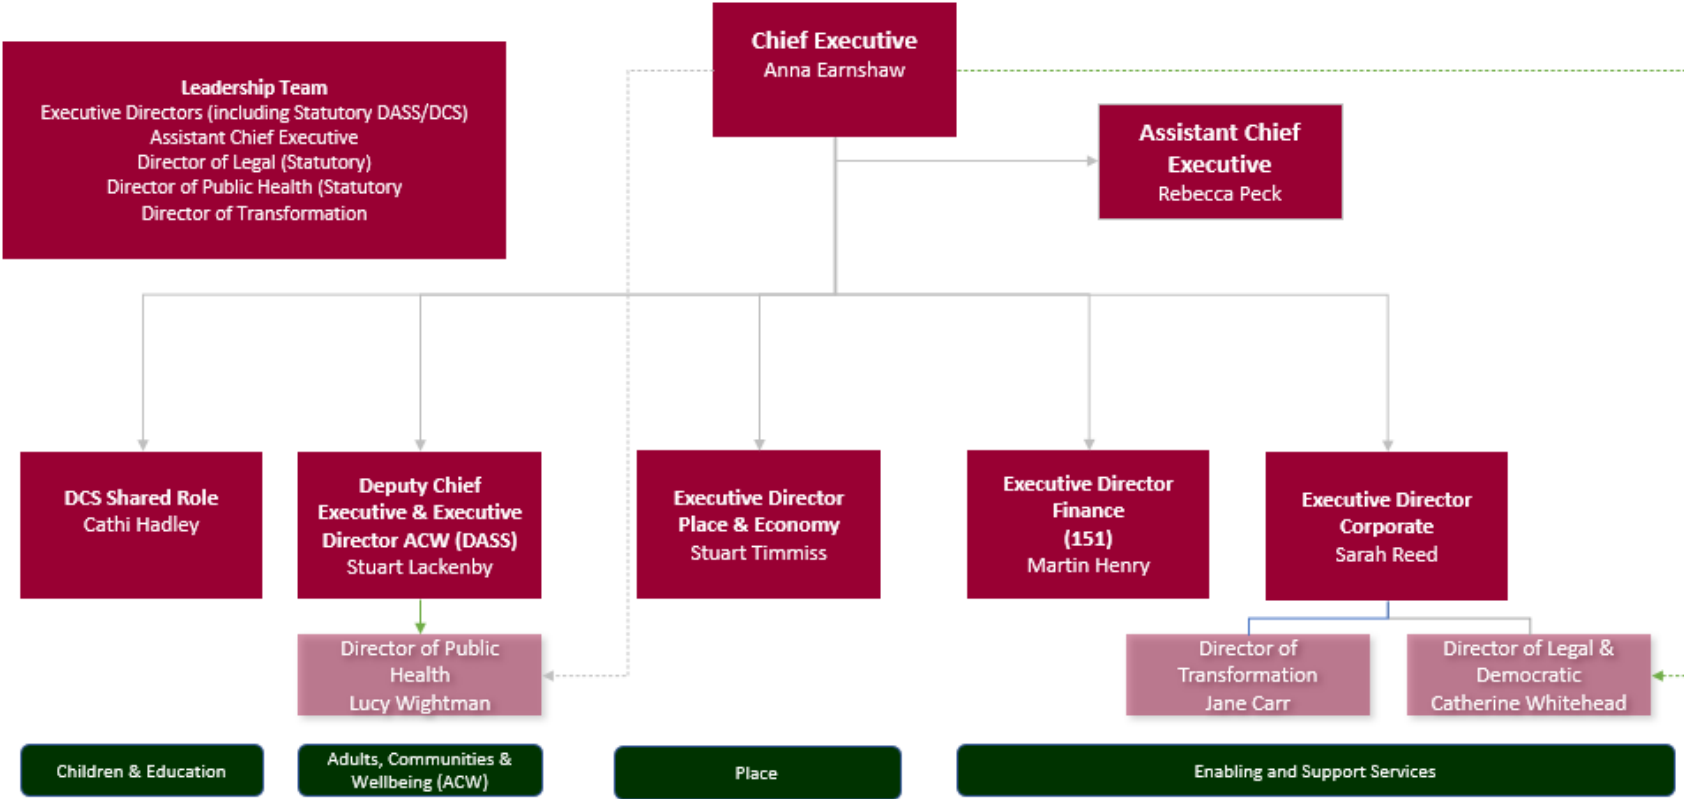 Chief Executive
Anna Earnshaw
Leadership Team
Executive Directors (including Statutory DASS/DCS)
Assistant Chief Executive
Director of Legal (Statutory)
Director of Public Health (Statutory
Director of Transformation
Assistant Chief
Executive
Rebecca Peck
DCS Shared Role
Cathi Hadley
Deputy Chief
Executive & Executive
Director ACW (DASS)
Stuart Lackenby
Executive Director
Place & Economy
Stuart Timmiss
Executive Director
Finance
(151)
Martin Henry
Executive Director
Corporate
Sarah Reed
Director of Public
Health
Lucy Wightman
Director of
Transformation
Jane Carr
Director of Legal &
Democratic
Catherine Whitehead
Children & Education
Adults, Communities &
Wellbeing (ACW)
Place
Enabling and Support Services